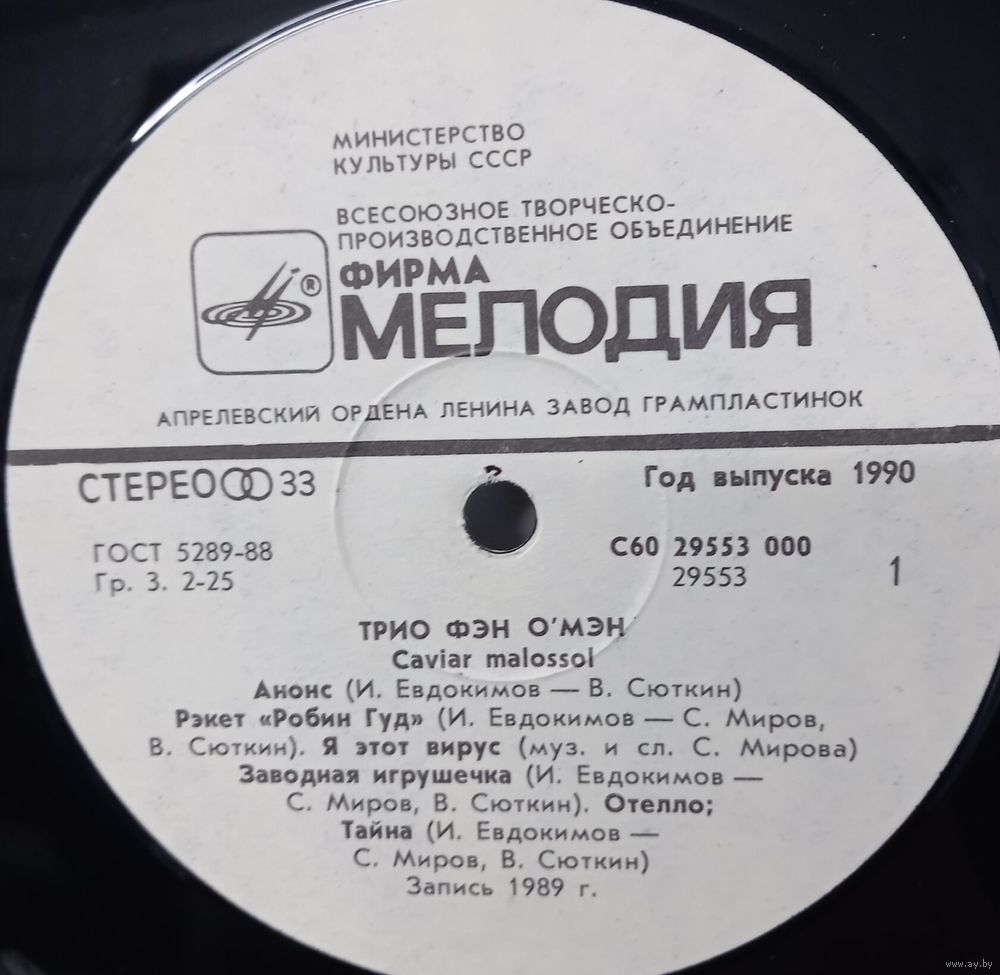 МИНИСТЕРСТВО
КУЛЬТУРЫ СССР
ВСЕСОЮЗНОЕ ТВОРЧЕСКО-
ПРОИЗВОДСТВЕННОЕ ОБЪЕДИНЕНИЕ
ФИРМА
МЕЛОДИЯ
®
АПРЕЛЕВСКИЙ ОРДЕНА ЛЕНИНА ЗАВОД ГРАМПЛАСТИНОК
СТЕРЕО 33
Год выпуска 1990
ГОСТ 5289-88
Гр. 3. 2-25
С60 29553 000
29553
1
ТРИО ФЭН О'МЭН
Caviar malossol
Анонс (И. Евдокимов — В. Сюткин)
Рэкет «Робин Гуд» (И. Евдокимов — С. Миров,
В. Сюткин). Я этот вирус (муз. и сл. С. Мирова)
Заводная игрушечка (И. Евдокимов —
С. Миров, В. Сюткин). Отелло;
Тайна (И. Евдокимов —
С. Миров, В. Сюткин)
Запись 1989 г.
www.ay.by